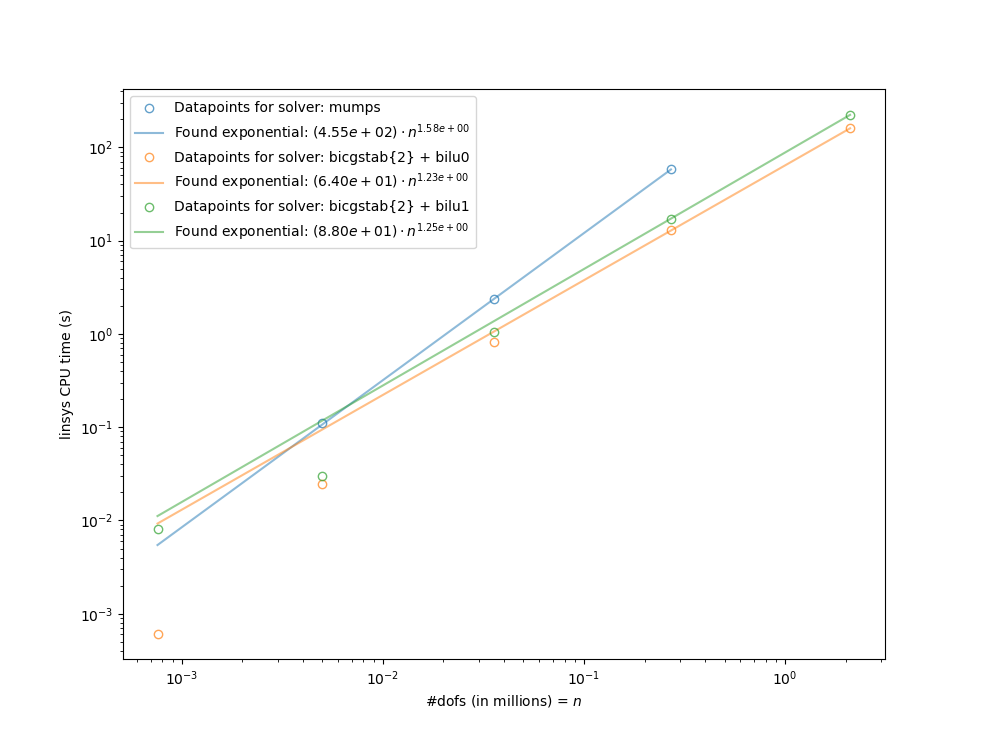 Datapoints for solver: mumps
Found exponential: (4.55e + 02) · n^{1.58e+00}
Datapoints for solver: bicgstab{2} + bilu0
Found exponential: (6.40e + 01) · n^{1.23e+00}
Datapoints for solver: bicgstab{2} + bilu1
Found exponential: (8.80e + 01) · n^{1.25e+00}
linsys CPU time (s)
10^{2}
10^{1}
10^{0}
10^{−1}
10^{−2}
10^{−3}
10^{−3} 10^{−2} 10^{−1} 10^{0}
#dofs (in millions) = n